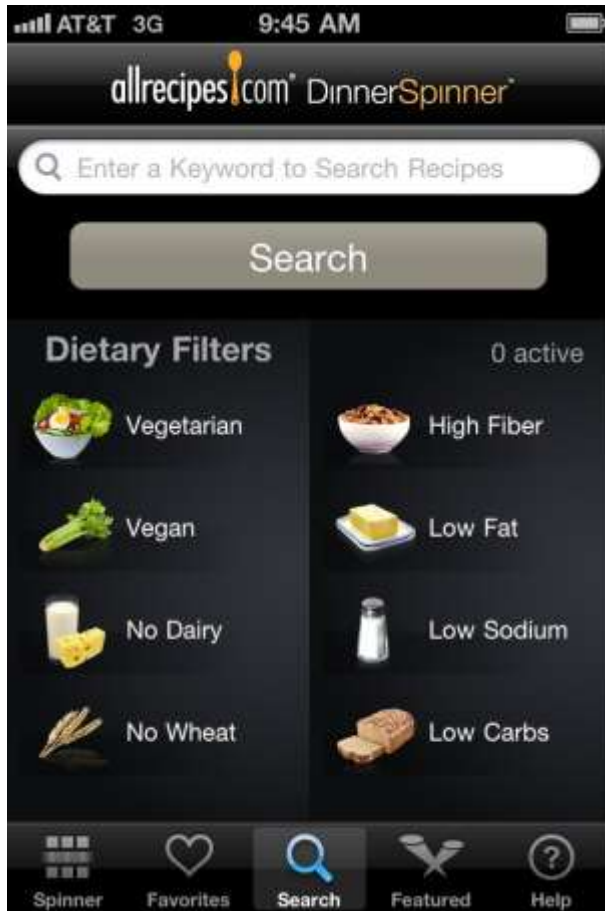 AT&T 3G 9:45 AM
allrecipes.com® DinnerSpinner™
Enter a Keyword to Search Recipes
Search
Dietary Filters 0 active
Vegetarian High Fiber
Vegan Low Fat
No Dairy Low Sodium
No Wheat Low Carbs
Spinner Favorites Search Featured Help